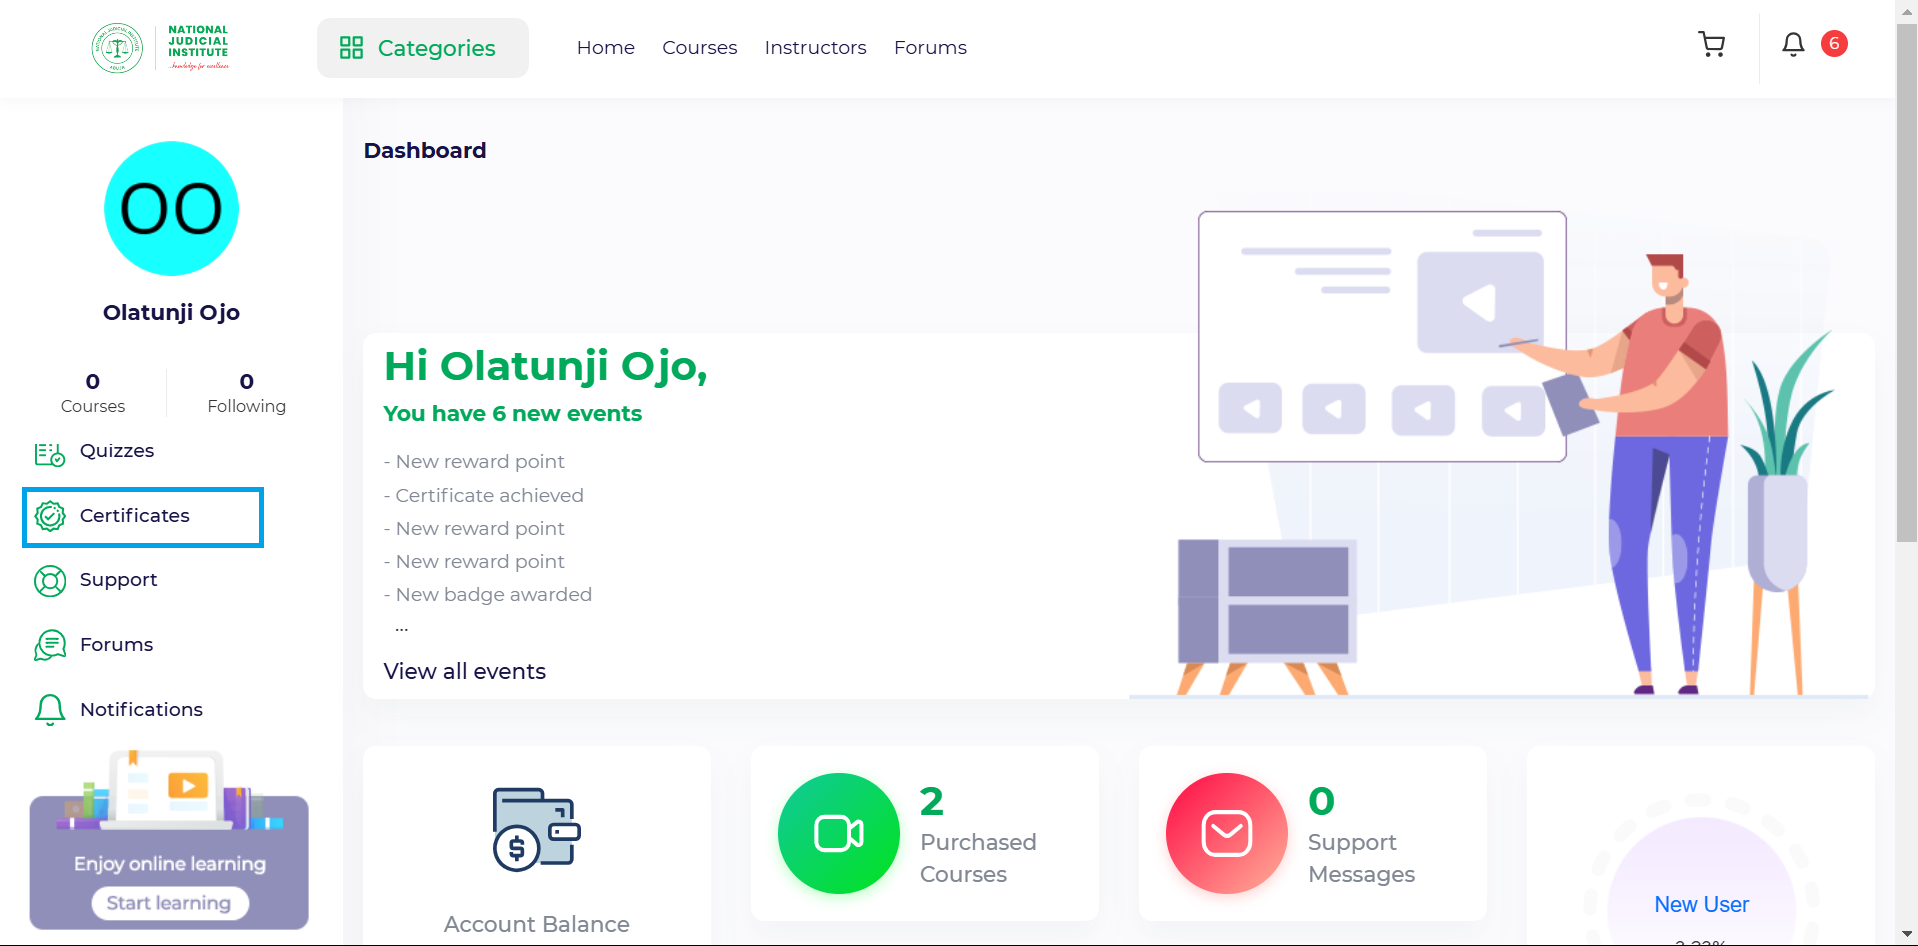 NATIONAL
JUDICIAL
INSTITUTE
...knowledge for excellence
Categories
Home
Courses
Instructors
Forums
6
OO
Olatunji Ojo
0
Courses
0
Following
Quizzes
Certificates
Support
Forums
Notifications
Enjoy online learning
Start learning
Dashboard
Hi Olatunji Ojo,
You have 6 new events
- New reward point
- Certificate achieved
- New reward point
- New reward point
- New badge awarded
...
View all events
Account Balance
2
Purchased
Courses
0
Support
Messages
New User